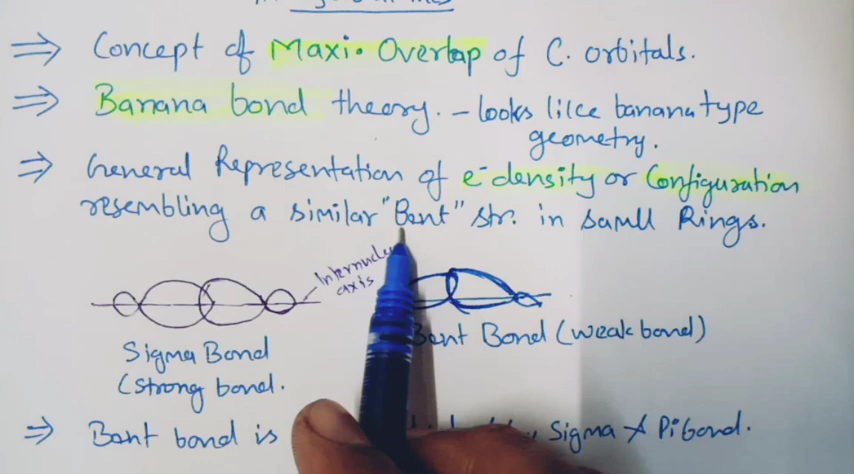 ⇒ Concept of Maxi. Overlap of C. orbitals.
⇒ Banana bond theory. - looks like banana type
geometry.
⇒ General Representation of e⁻density or Configuration
resembling a similar "Bent" str. in samll Rings.
Internuclea
axis
Sigma Bond
(Strong bond.
Bent Bond (weak bond)
⇒ Bent bond is Sigma & Pi bond.